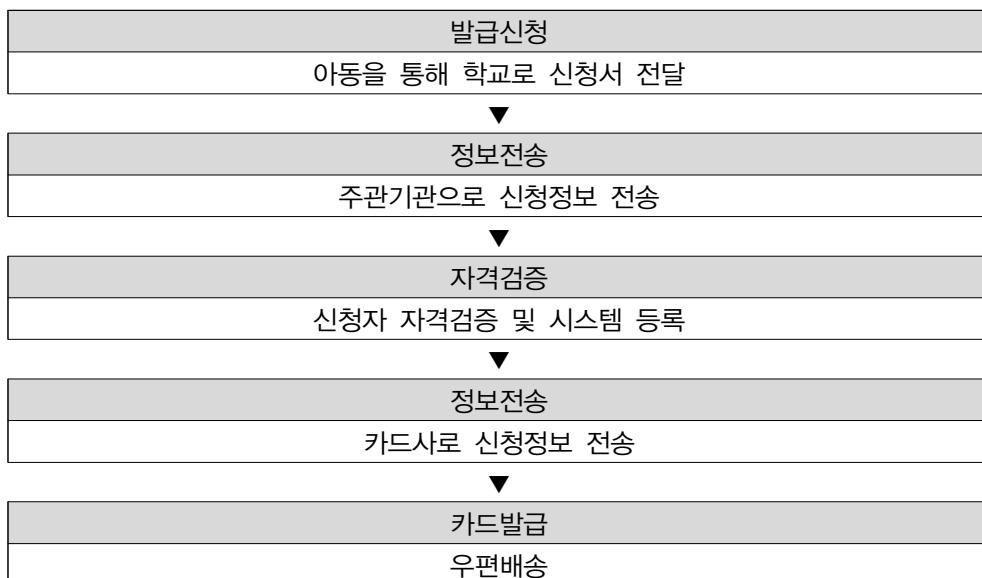 발급신청
아동을 통해 학교로 신청서 전달
▼
정보전송
주관기관으로 신청정보 전송
▼
자격검증
신청자 자격검증 및 시스템 등록
▼
정보전송
카드사로 신청정보 전송
▼
카드발급
우편배송